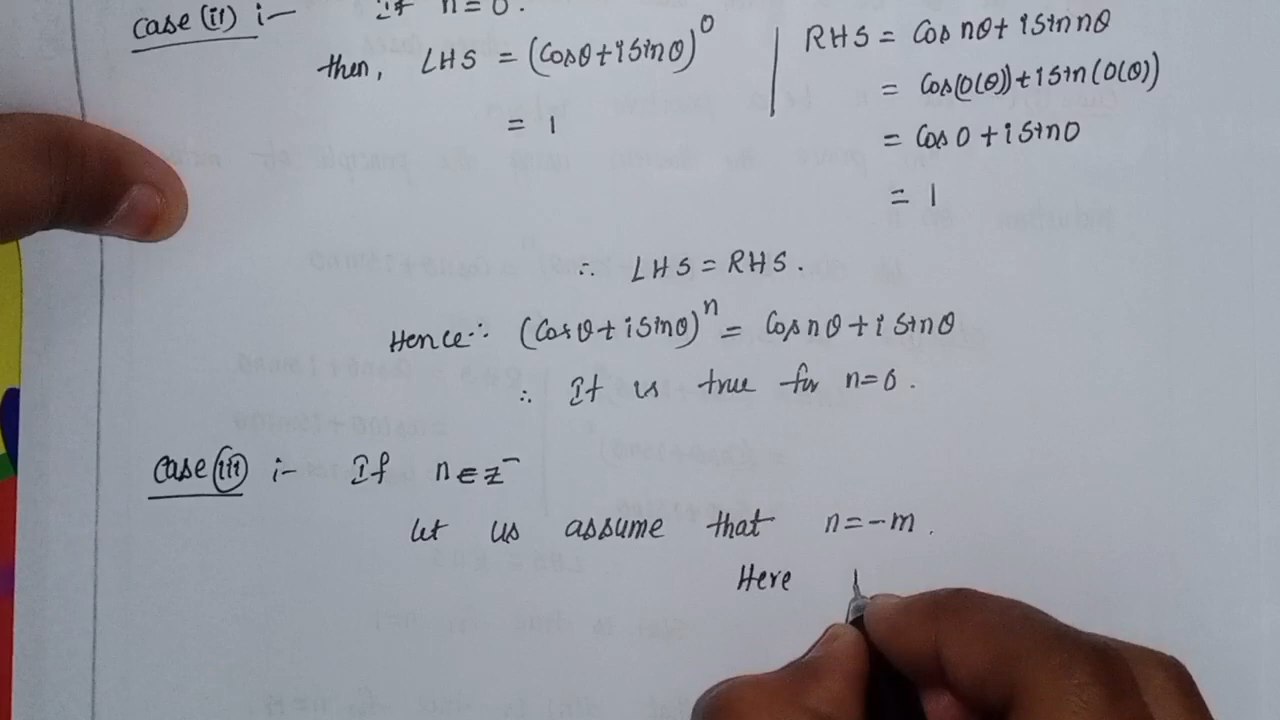 Case (ii) :- If n = 0.
then, LHS = (Cosθ + i Sinθ)^0
= 1
RHS = Cos nθ + i Sin nθ
= Cos(0(θ)) + i Sin(0(θ))
= Cos 0 + i Sin 0
= 1
∴ LHS = RHS.
Hence ∴ (Cosθ + i Sinθ)^n = Cos nθ + i Sin θ
∴ It is true for n=0.
Case (iii) :- If n ∈ Z⁻
let us assume that n = -m.
Here